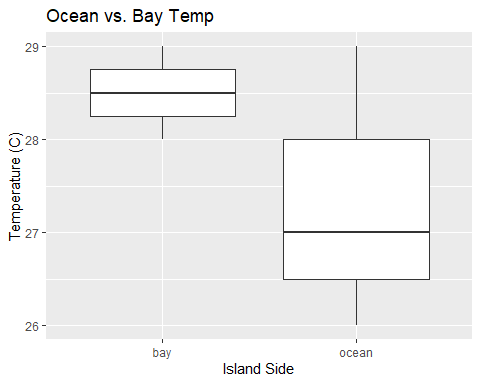 Ocean vs. Bay Temp
29
28
27
26
Temperature (C)
bay ocean
Island Side